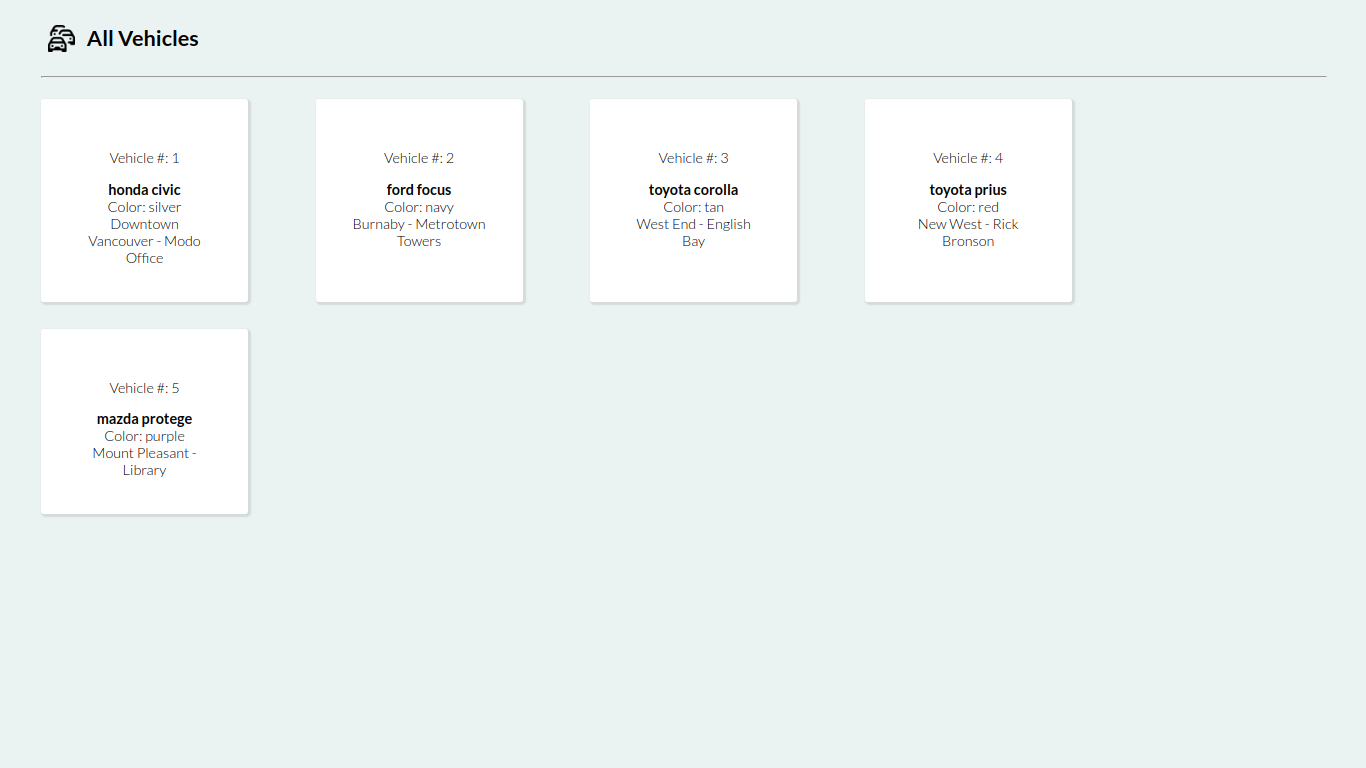 All Vehicles
Vehicle #: 1
honda civic
Color: silver
Downtown
Vancouver - Modo
Office
Vehicle #: 2
ford focus
Color: navy
Burnaby - Metrotown
Towers
Vehicle #: 3
toyota corolla
Color: tan
West End - English
Bay
Vehicle #: 4
toyota prius
Color: red
New West - Rick
Bronson
Vehicle #: 5
mazda protege
Color: purple
Mount Pleasant -
Library